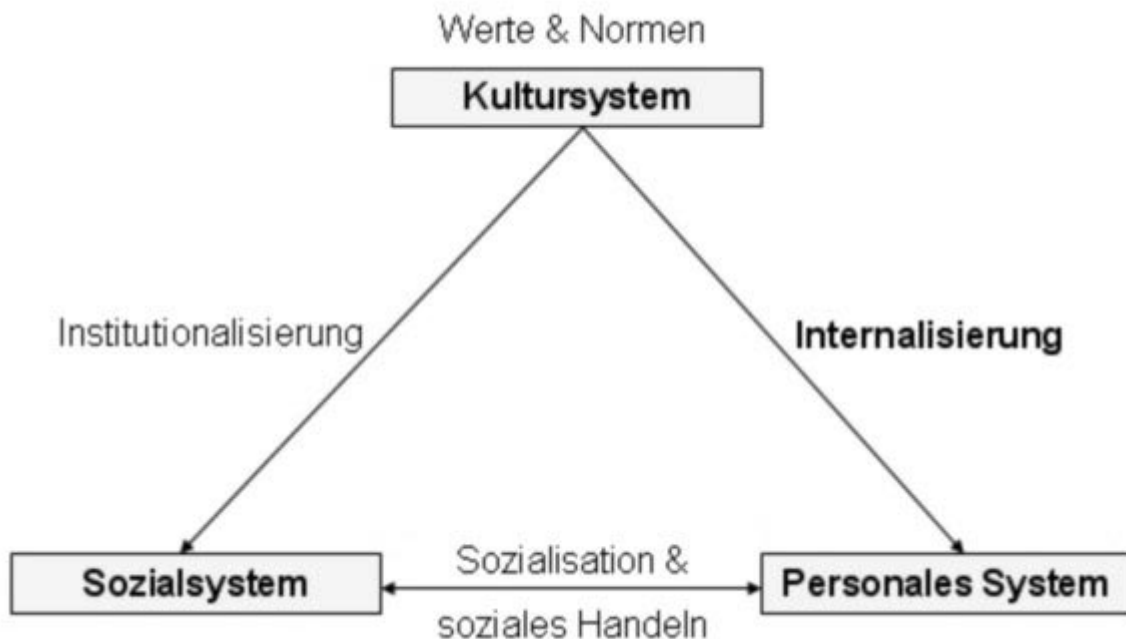 Werte & Normen
Kultursystem
Institutionalisierung
Internalisierung
Sozialsystem
Sozialisation &
soziales Handeln
Personales System